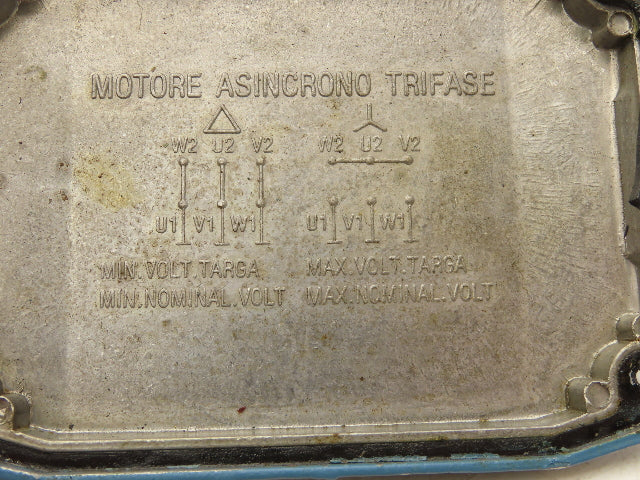 MOTORE ASINCRONO TRIFASE
W2 U2 V2 W2 U2 V2
U1 V1 W1 U1 V1 W1
MIN.VOLT.TARGA MAX.VOLT.TARGA
MIN.NOMINAL.VOLT MAX.NOMINAL.VOLT